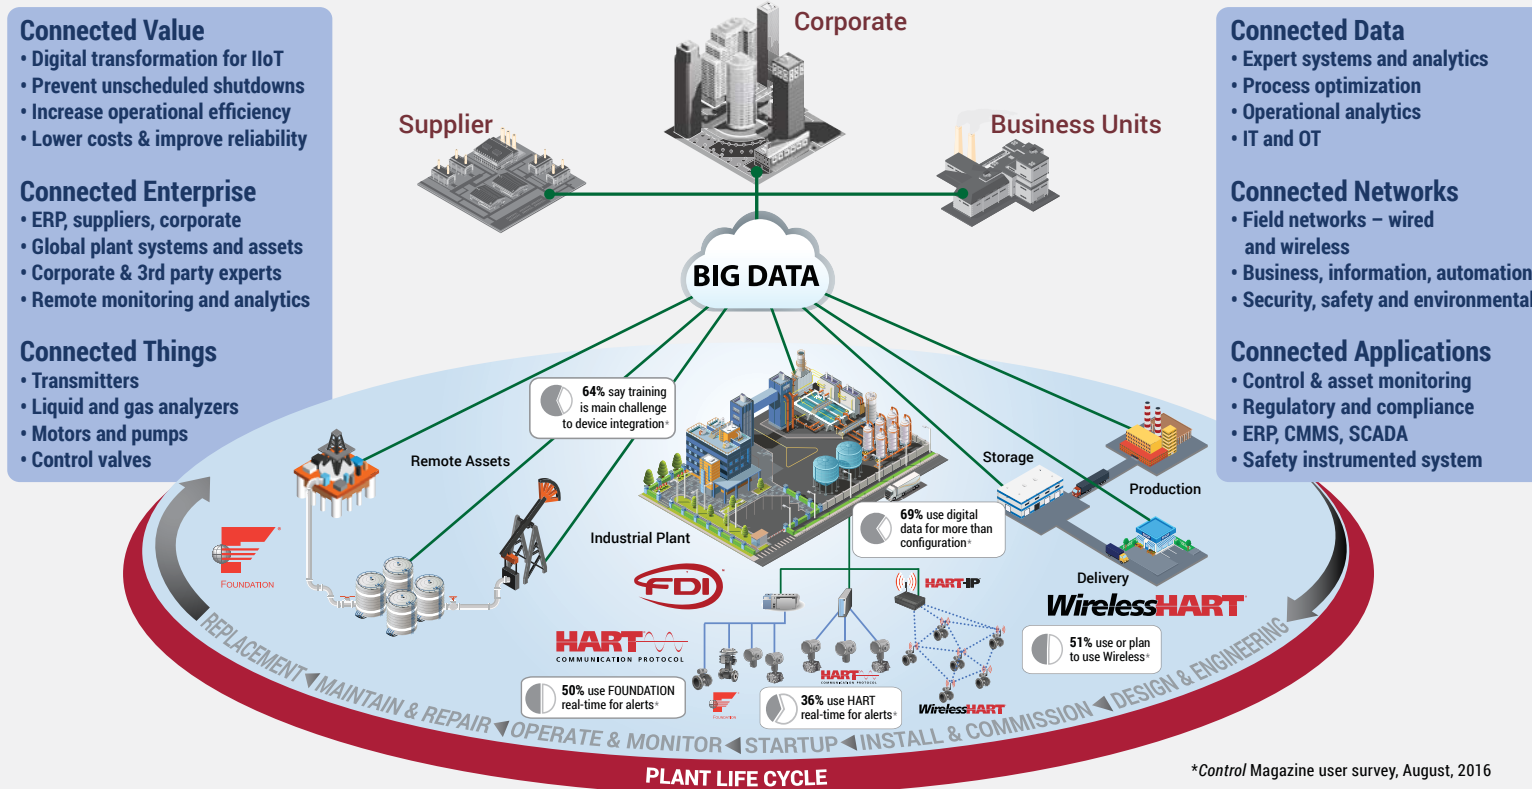 Connected Value
• Digital transformation for IIoT
• Prevent unscheduled shutdowns
• Increase operational efficiency
• Lower costs & improve reliability
Connected Enterprise
• ERP, suppliers, corporate
• Global plant systems and assets
• Corporate & 3rd party experts
• Remote monitoring and analytics
Connected Things
• Transmitters
• Liquid and gas analyzers
• Motors and pumps
• Control valves
Corporate
Supplier
Business Units
BIG DATA
Connected Data
• Expert systems and analytics
• Process optimization
• Operational analytics
• IT and OT
Connected Networks
• Field networks – wired
and wireless
• Business, information, automation
• Security, safety and environmental
Connected Applications
• Control & asset monitoring
• Regulatory and compliance
• ERP, CMMS, SCADA
• Safety instrumented system
64% say training
is main challenge
to device integration*
Remote Assets
Industrial Plant
Storage
Production
Delivery
69% use digital
data for more than
configuration*
F®
FOUNDATION
FDI
HART
COMMUNICATION PROTOCOL
HART-IP
WirelessHART®
51% use or plan
to use Wireless*
50% use FOUNDATION
real-time for alerts*
F
FOUNDATION
36% use HART
real-time for alerts*
HART
COMMUNICATION PROTOCOL
WirelessHART
REPLACEMENT ◀ MAINTAIN & REPAIR ◀ OPERATE & MONITOR ◀ STARTUP ◀ INSTALL & COMMISSION ◀ DESIGN & ENGINEERING
PLANT LIFE CYCLE
*Control Magazine user survey, August, 2016